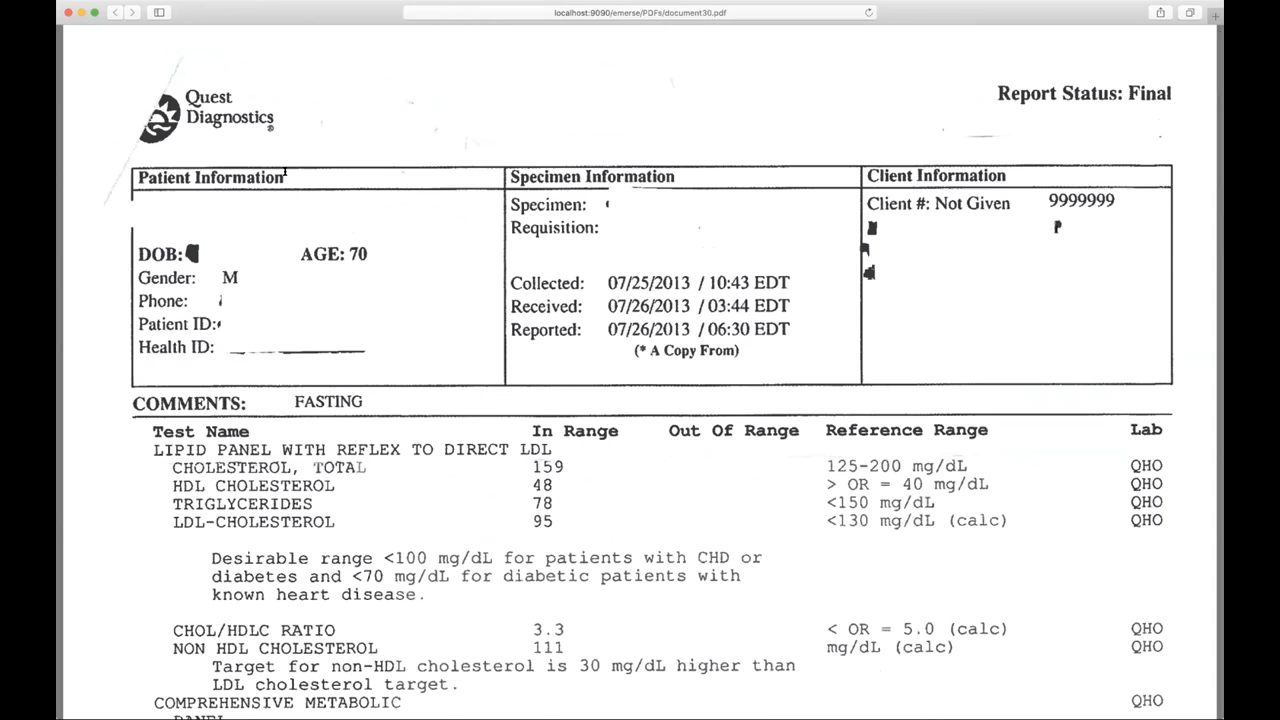 localhost:9090/emerse/PDFs/document30.pdf
Quest
Diagnostics
®
Report Status: Final
Patient Information
DOB:
AGE: 70
Gender: M
Phone:
Patient ID:
Health ID:
Specimen Information
Specimen:
Requisition:
Collected: 07/25/2013 / 10:43 EDT
Received: 07/26/2013 / 03:44 EDT
Reported: 07/26/2013 / 06:30 EDT
(* A Copy From)
Client Information
Client #: Not Given 9999999
P
COMMENTS: FASTING
Test Name In Range Out Of Range Reference Range Lab
LIPID PANEL WITH REFLEX TO DIRECT LDL
CHOLESTEROL, TOTAL 159 125-200 mg/dL QHO
HDL CHOLESTEROL 48 > OR = 40 mg/dL QHO
TRIGLYCERIDES 78 <150 mg/dL QHO
LDL-CHOLESTEROL 95 <130 mg/dL (calc) QHO
Desirable range <100 mg/dL for patients with CHD or
diabetes and <70 mg/dL for diabetic patients with
known heart disease.
CHOL/HDLC RATIO 3.3 < OR = 5.0 (calc) QHO
NON HDL CHOLESTEROL 111 mg/dL (calc) QHO
Target for non-HDL cholesterol is 30 mg/dL higher than
LDL cholesterol target.
COMPREHENSIVE METABOLIC QHO
PANEL